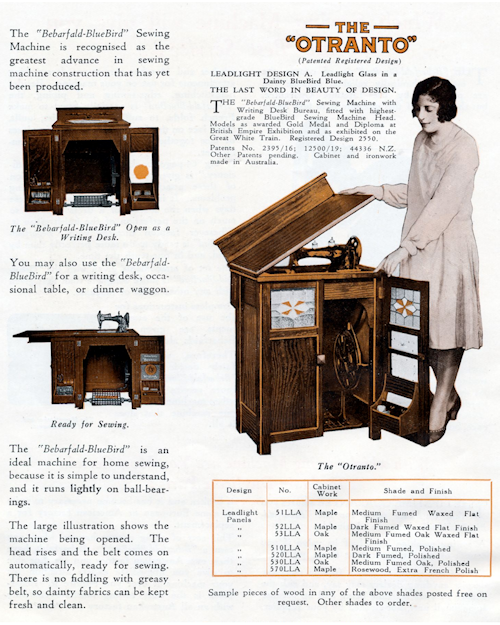 The "Bebarfald-BlueBird" Sewing
Machine is recognised as the
greatest advance in sewing
machine construction that has yet
been produced.
The "Bebarfald-BlueBird" Open as a
Writing Desk.
You may also use the "Bebarfald-
BlueBird" for a writing desk, occa-
sional table, or dinner waggon.
Ready for Sewing.
The "Bebarfald-BlueBird" is an
ideal machine for home sewing,
because it is simple to understand,
and it runs lightly on ball-bear-
ings.
The large illustration shows the
machine being opened. The
head rises and the belt comes on
automatically, ready for sewing.
There is no fiddling with greasy
belt, so dainty fabrics can be kept
fresh and clean.
THE
"OTRANTO"
(Patented Registered Design)
LEADLIGHT DESIGN A. Leadlight Glass in a
Dainty BlueBird Blue.
THE LAST WORD IN BEAUTY OF DESIGN.
THE "Bebarfald-BlueBird" Sewing Machine with
Writing Desk Bureau, fitted with highest-
grade BlueBird Sewing Machine Head.
Models as awarded Gold Medal and Diploma at
British Empire Exhibition and as exhibited on the
Great White Train. Registered Design 2550.
Patents No. 2395/16; 12500/19; 44336 N.Z.
Other Patents pending. Cabinet and ironwork
made in Australia.
The "Otranto."
Design No. Cabinet Work Shade and Finish
Leadlight Panels 51LLA Maple Medium Fumed Waxed Flat Finish
„ 52LLA Maple Dark Fumed Waxed Flat Finish
„ 53LLA Oak Medium Fumed Oak Waxed Flat Finish
„ 510LLA Maple Medium Fumed, Polished
„ 520LLA Maple Dark Fumed, Polished
„ 530LLA Oak Medium Fumed Oak, Polished
„ 570LLA Maple Rosewood, Extra French Polish
Sample pieces of wood in any of the above shades posted free on
request. Other shades to order.